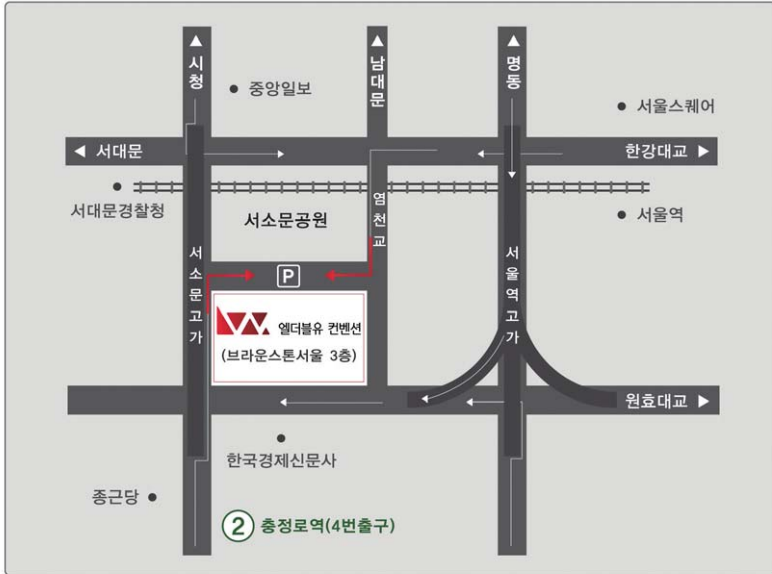 ▲ 시청
▲ 남대문
▲ 명동
중앙일보
서울스퀘어
◀ 서대문
한강대교 ▶
서대문경찰청
서소문공원
염천교
서울역
서소문고가
P
서울역고가
LW. 엘더블유 컨벤션
(브라운스톤서울 3층)
원효대교 ▶
한국경제신문사
종근당
② 충정로역(4번출구)